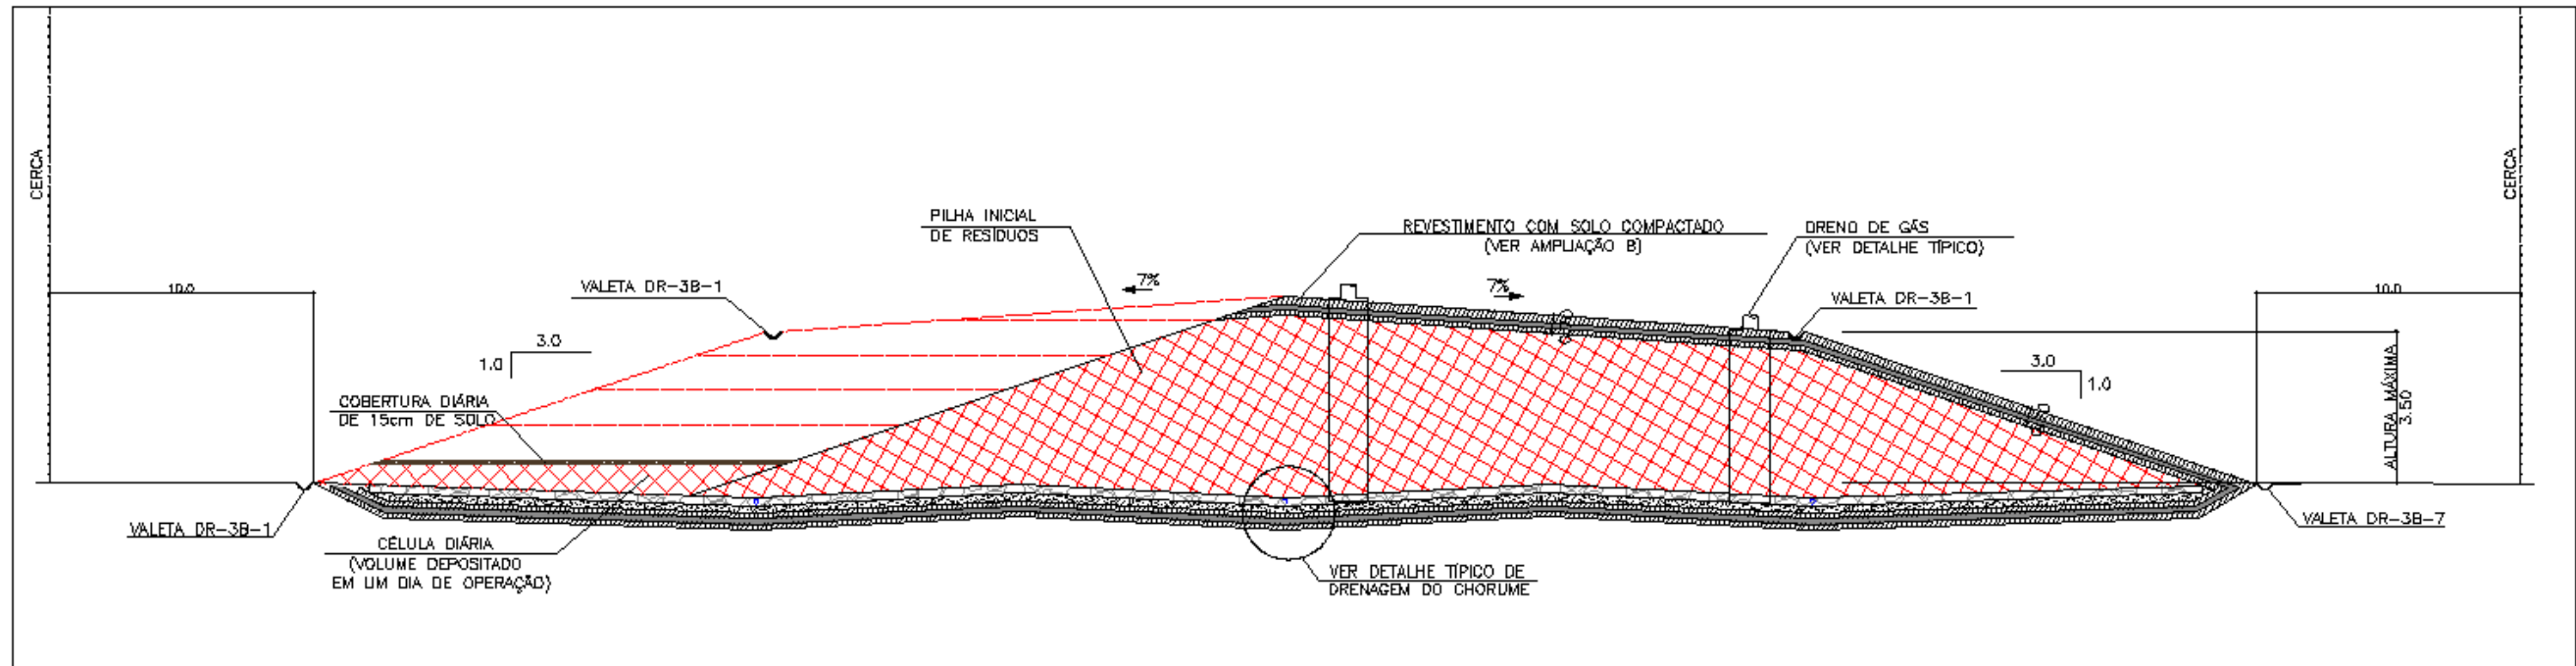 CERCA
CERCA
PILHA INICIAL
DE RESÍDUOS
REVESTIMENTO COM SOLO COMPACTADO
(VER AMPLIAÇÃO B)
DRENO DE GÁS
(VER DETALHE TÍPICO)
10.0
VALETA DR-3B-1
7%
7%
VALETA DR-3B-1
10.0
3.0
1.0
3.0
1.0
ALTURA MÁXIMA
3.50
COBERTURA DIÁRIA
DE 15cm DE SOLO
VALETA DR-3B-1
CÉLULA DIÁRIA
(VOLUME DEPOSITADO
EM UM DIA DE OPERAÇÃO)
VER DETALHE TÍPICO DE
DRENAGEM DO CHORUME
VALETA DR-3B-7